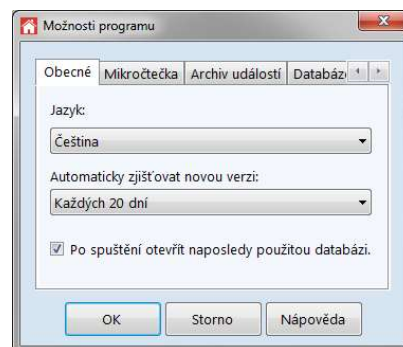 Možnosti programu
Obecné Mikročtečka Archiv událostí Databáze
Jazyk:
Čeština
Automaticky zjišťovat novou verzi:
Každých 20 dní
Po spuštění otevřít naposledy použitou databázi.
OK Storno Nápověda